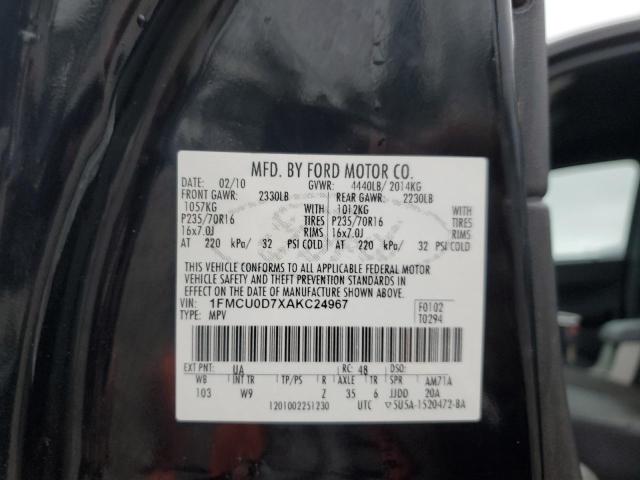 MFD. BY FORD MOTOR CO.
DATE: 02/10 GVWR: 4440LB/ 2014KG
FRONT GAWR: 2330LB REAR GAWR: 2230LB
1057KG WITH 1012KG WITH
P235/70R16 TIRES P235/70R16 TIRES
16x7.0J RIMS 16x7.0J RIMS
AT 220 kPa/ 32 PSI COLD AT 220 kPa/ 32 PSI COLD
THIS VEHICLE CONFORMS TO ALL APPLICABLE FEDERAL MOTOR
VEHICLE SAFETY AND THEFT PREVENTION STANDARDS
IN EFFECT ON THE DATE OF MANUFACTURE SHOWN ABOVE.
VIN: 1FMCU0D7XAKC24967 F0102
TYPE: MPV T0294
EXT PNT: UA RC: 48 DSO:
WB INT TR TP/PS R AXLE TR SPR AM71A
103 W9 Z 35 6 JJDD 20A
12010022S1230 UTC 5U5A-1520472-BA